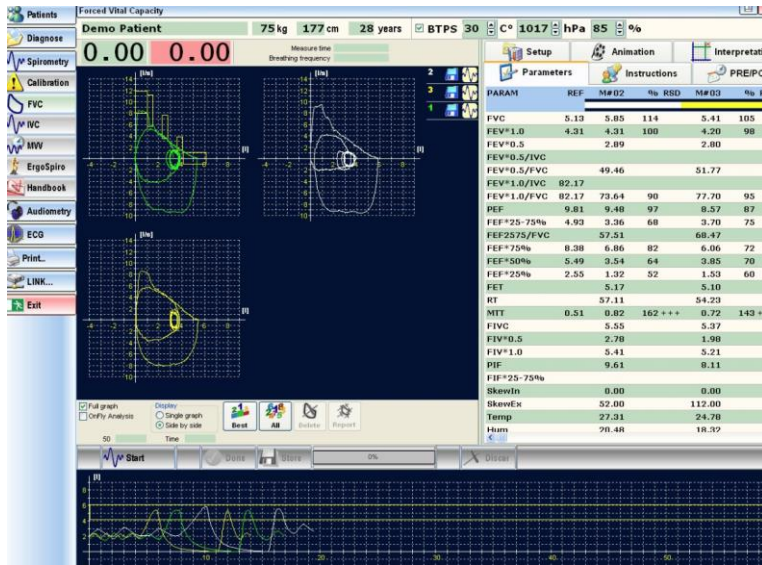 Forced Vital Capacity
Patients
Diagnose
Spirometry
Calibration
FVC
IVC
MVV
ErgoSpiro
Handbook
Audiometry
ECG
Print..
LINK...
Exit
Demo Patient 75 kg 177 cm 28 years BTPS 30 C° 1017 hPa 85 %
0.00 0.00
Measure time
Breathing frequency
[l/s]
[l]
[l/s]
[l]
[l/s]
[l]
2
3
1
Full graph
OnFly Analysis
Display
Single graph
Side by side
Best
All
Delete
Report
50 Time
Setup Animation Interpretati
Parameters Instructions PRE/PO
PARAM REF M#02 % RSD M#03 %
FVC 5.13 5.85 114 5.41 105
FEV*1.0 4.31 4.31 100 4.20 98
FEV*0.5 2.89 2.80
FEV*0.5/IVC
FEV*0.5/FVC 49.46 51.77
FEV*1.0/IVC 82.17
FEV*1.0/FVC 82.17 73.64 90 77.70 95
PEF 9.81 9.48 97 8.57 87
FEF*25-75% 4.93 3.36 68 3.70 75
FEF2575/FVC 57.51 68.47
FEF*75% 8.38 6.86 82 6.06 72
FEF*50% 5.49 3.54 64 3.85 70
FEF*25% 2.55 1.32 52 1.53 60
FET 5.17 5.10
RT 57.11 54.23
MTT 0.51 0.82 162 +++ 0.72 143 +
FIVC 5.55 5.37
FIV*0.5 2.78 1.98
FIV*1.0 5.41 5.21
PIF 9.61 8.11
FIF*25-75%
SkewIn 0.00 0.00
SkewEx 52.00 112.00
Temp 27.31 24.78
Hum 20.48 18.32
Start Done Store 0% Discar
[l]
8
6
4
2
10 20 30 40 50